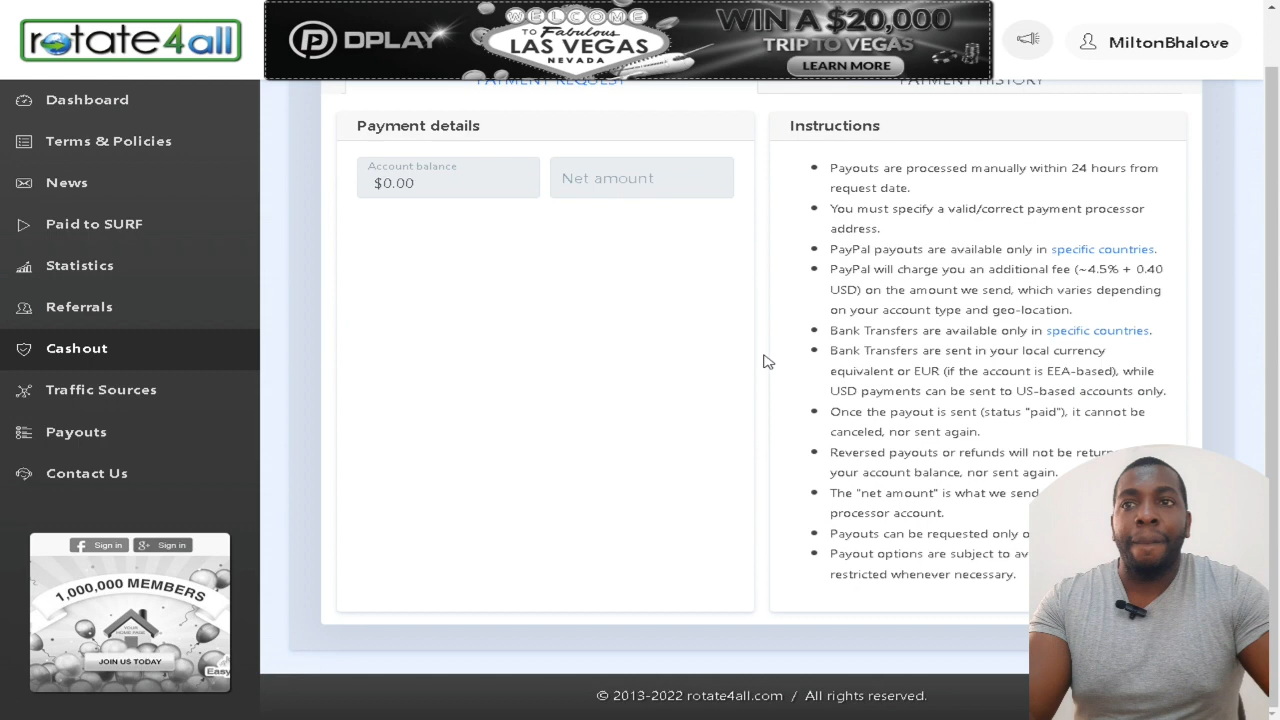 rotate4all
WELCOME
TO Fabulous
LAS VEGAS
NEVADA
DPLAY
WIN A $20,000
TRIP TO VEGAS
LEARN MORE
MiltonBhalove
Dashboard
Terms & Policies
News
Paid to SURF
Statistics
Referrals
Cashout
Traffic Sources
Payouts
Contact Us
Sign in
Sign in
1,000,000 MEMBERS
YOUR
HOME PAGE
JOIN US TODAY
Easy
PAYMENT REQUEST
PAYMENT HISTORY
Payment details
Account balance
$0.00
Net amount
Instructions
Payouts are processed manually within 24 hours from
request date.
You must specify a valid/correct payment processor
address.
PayPal payouts are available only in specific countries.
PayPal will charge you an additional fee (~4.5% + 0.40
USD) on the amount we send, which varies depending
on your account type and geo-location.
Bank Transfers are available only in specific countries.
Bank Transfers are sent in your local currency
equivalent or EUR (if the account is EEA-based), while
USD payments can be sent to US-based accounts only.
Once the payout is sent (status "paid"), it cannot be
canceled, nor sent again.
Reversed payouts or refunds will not be retur
your account balance, nor sent again.
The "net amount" is what we send
processor account.
Payouts can be requested only o
Payout options are subject to av
restricted whenever necessary.
© 2013-2022 rotate4all.com / All rights reserved.